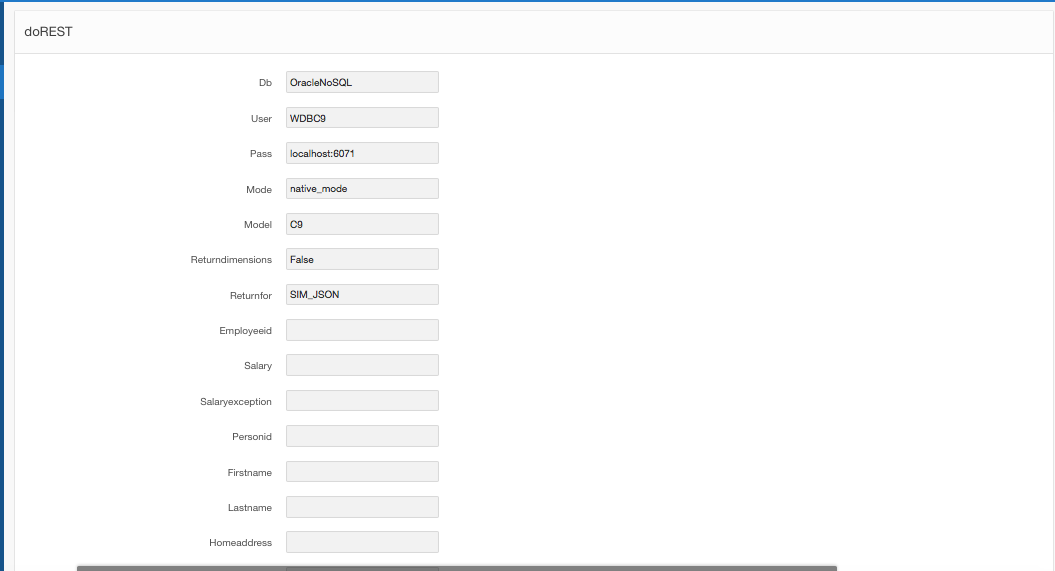 doREST
Db OracleNoSQL
User WDBC9
Pass localhost:6071
Mode native_mode
Model C9
Returndimensions False
Returnfor SIM_JSON
Employeeid
Salary
Salaryexception
Personid
Firstname
Lastname
Homeaddress